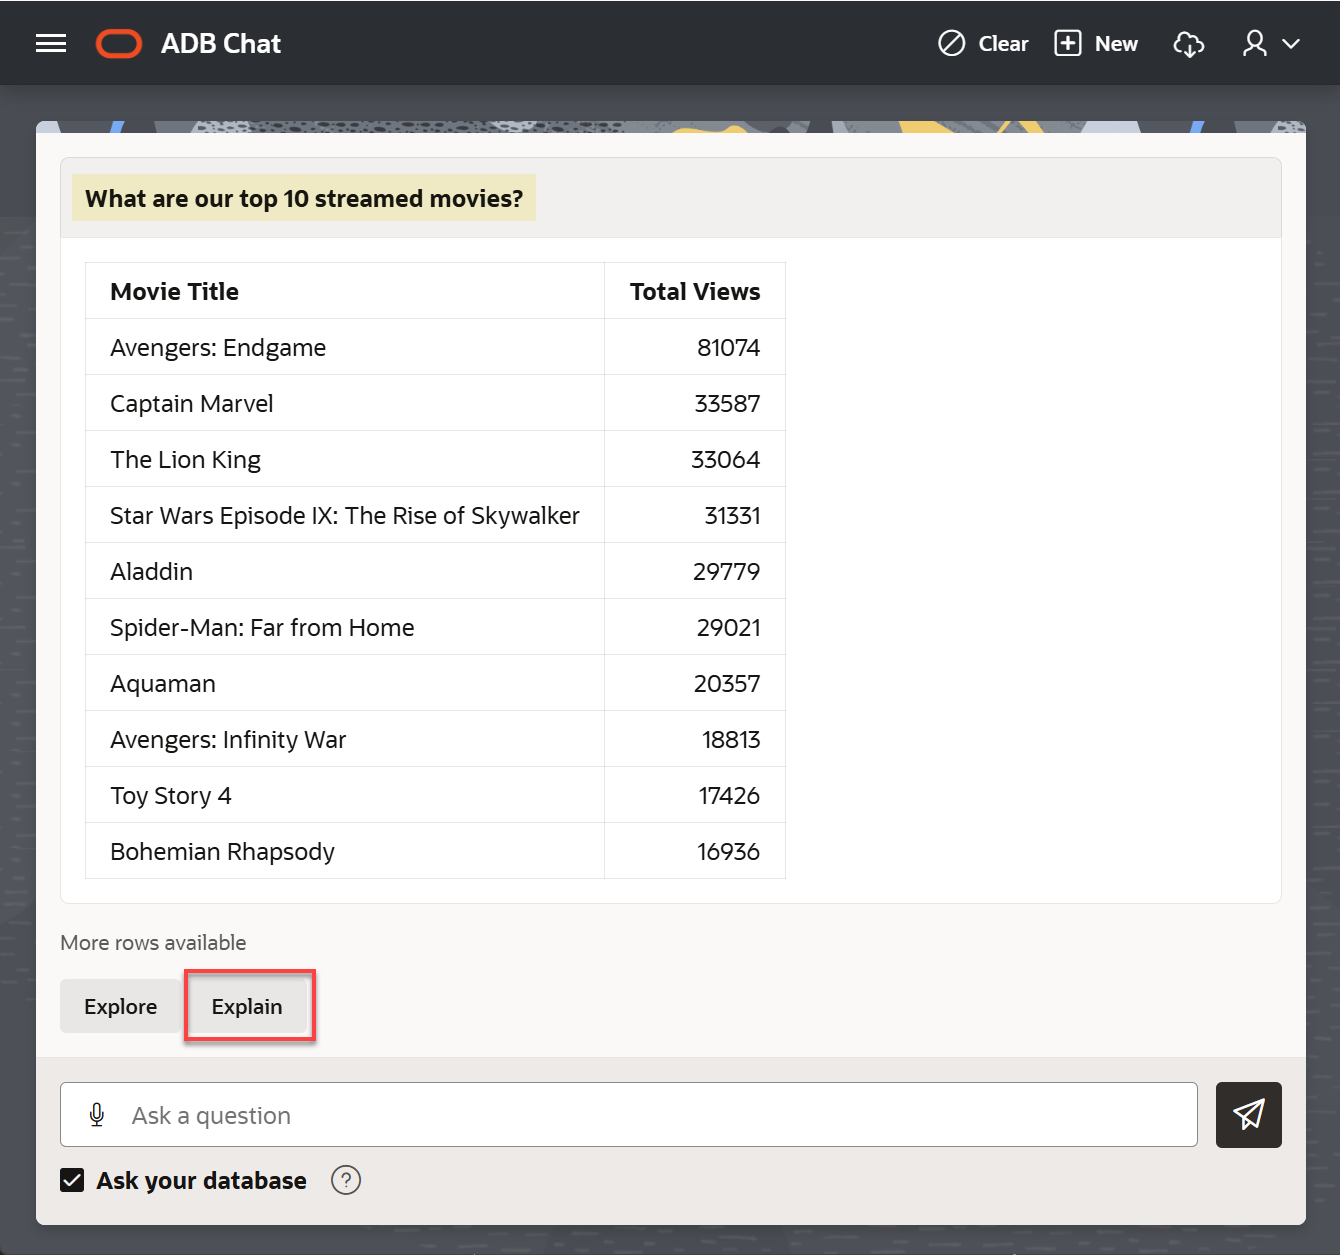 ADB Chat
Clear
New
What are our top 10 streamed movies?
Movie Title Total Views
Avengers: Endgame 81074
Captain Marvel 33587
The Lion King 33064
Star Wars Episode IX: The Rise of Skywalker 31331
Aladdin 29779
Spider-Man: Far from Home 29021
Aquaman 20357
Avengers: Infinity War 18813
Toy Story 4 17426
Bohemian Rhapsody 16936
More rows available
Explore Explain
Ask a question
Ask your database ?